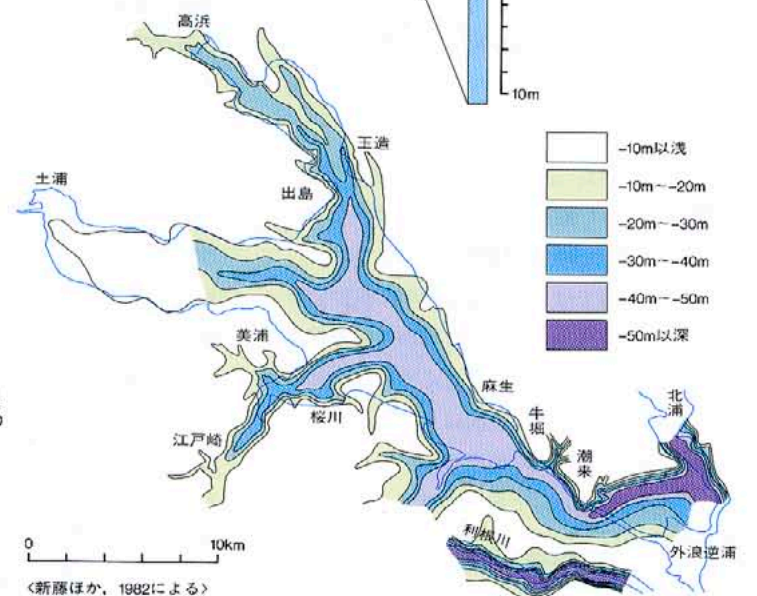 高浜
10m
玉造
土浦
出島
-10m以浅
-10m~-20m
-20m~-30m
-30m~-40m
-40m~-50m
-50m以深
美浦
麻生
北浦
牛堀
桜川
江戸崎
潮来
利根川
外浪逆浦
0 10km
<新藤ほか，1982による>